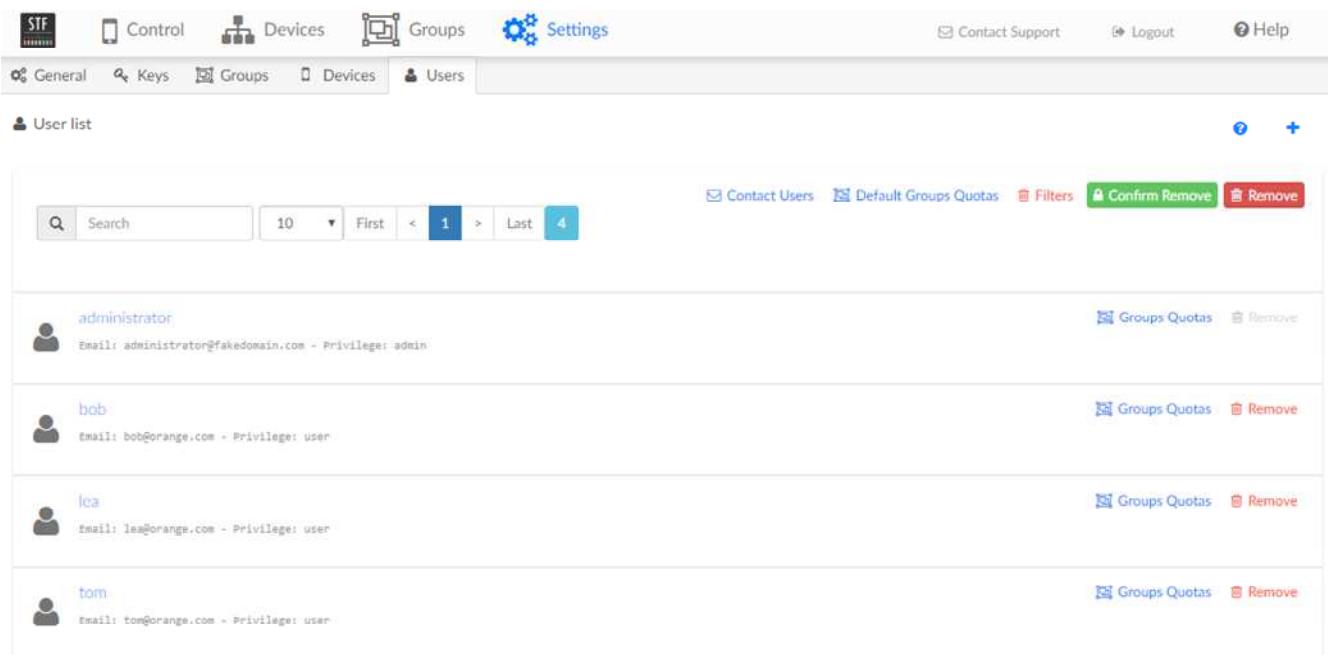 STF
Control Devices Groups Settings Contact Support Logout Help
General Keys Groups Devices Users
User list
Contact Users Default Groups Quotas Filters Confirm Remove Remove
Search 10 First < 1 > Last 4
administrator Groups Quotas Remove
Email: administrator@fakedomain.com - Privilege: admin
bob Groups Quotas Remove
Email: bob@orange.com - Privilege: user
lea Groups Quotas Remove
Email: lea@orange.com - Privilege: user
tom Groups Quotas Remove
Email: tom@orange.com - Privilege: user